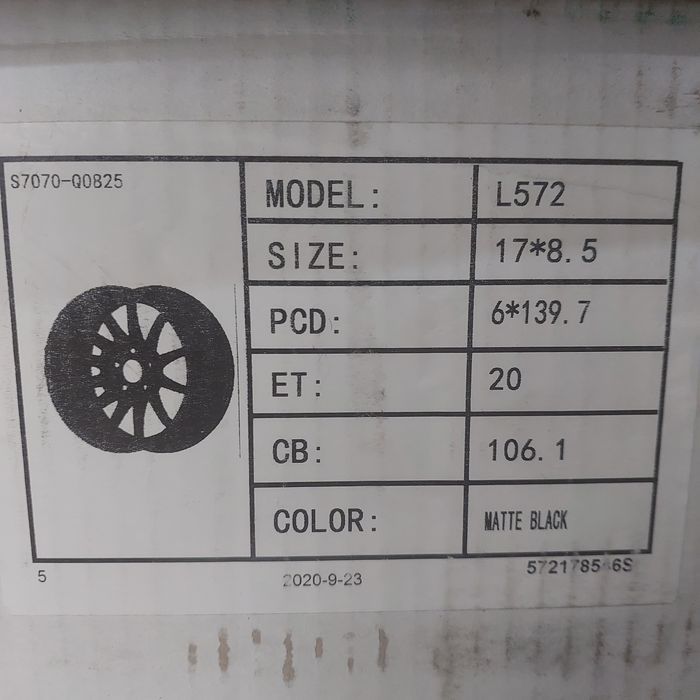 S7070-Q0825
MODEL: L572
SIZE: 17*8.5
PCD: 6*139.7
ET: 20
CB: 106.1
COLOR: MATTE BLACK
5 2020-9-23